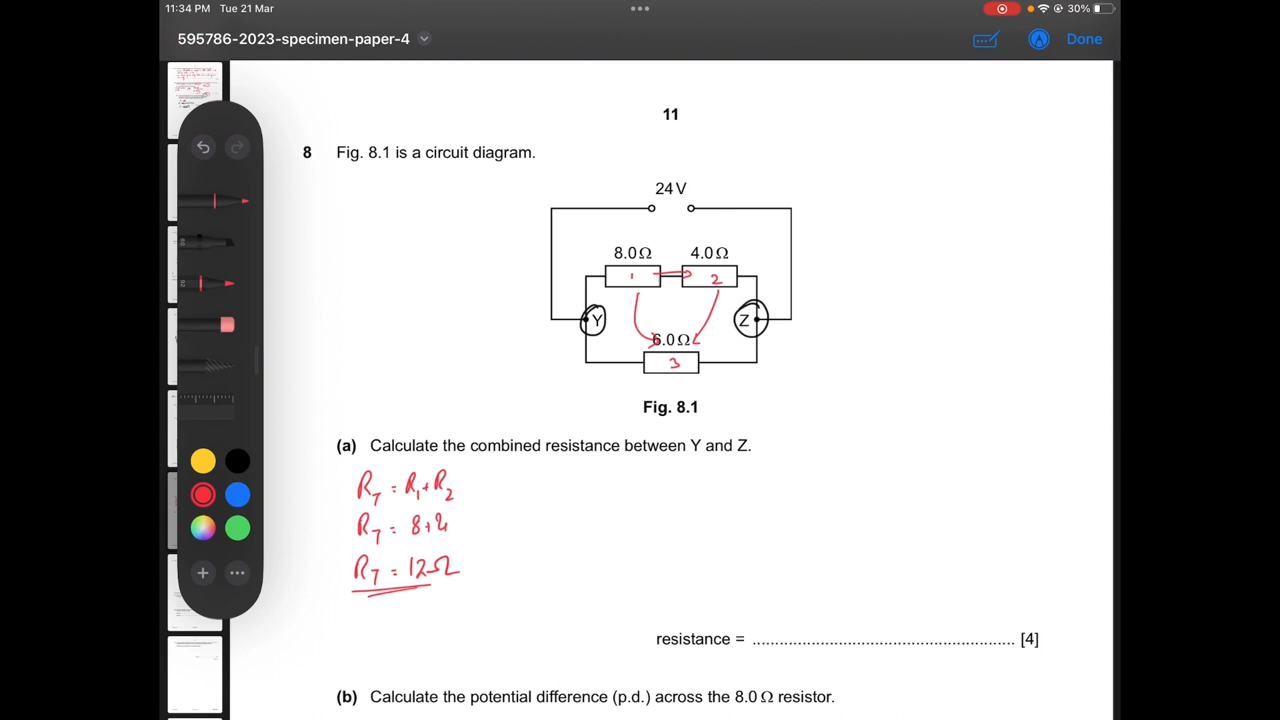 11:34 PM Tue 21 Mar
30%
595786-2023-specimen-paper-4
Done
11
8 Fig. 8.1 is a circuit diagram.
24 V
8.0 Ω 4.0 Ω
1 2
Y Z
6.0 Ω
3
Fig. 8.1
(a) Calculate the combined resistance between Y and Z.
R_T = R_1 + R_2
R_T = 8 + 4
R_T = 12Ω
resistance = ........................................................ [4]
(b) Calculate the potential difference (p.d.) across the 8.0 Ω resistor.